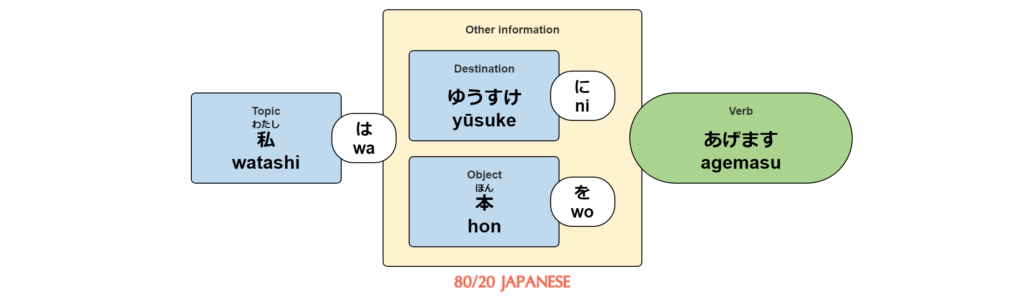 Other information
Topic
わたし
私
watashi
は
wa
Destination
ゆうすけ
yūsuke
に
ni
Object
ほん
本
hon
を
wo
Verb
あげます
agemasu
80/20 JAPANESE